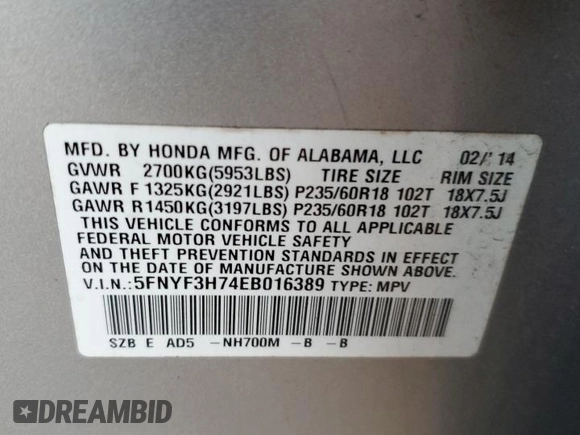 MFD. BY HONDA MFG. OF ALABAMA, LLC 02/14
GVWR 2700KG(5953LBS) TIRE SIZE RIM SIZE
GAWR F 1325KG(2921LBS) P235/60R18 102T 18X7.5J
GAWR R 1450KG(3197LBS) P235/60R18 102T 18X7.5J
THIS VEHICLE CONFORMS TO ALL APPLICABLE
FEDERAL MOTOR VEHICLE SAFETY
AND THEFT PREVENTION STANDARDS IN EFFECT
ON THE DATE OF MANUFACTURE SHOWN ABOVE.
V.I.N.:5FNYF3H74EB016389 TYPE: MPV
SZB E AD5 -NH700M -B -B
DREAMBID